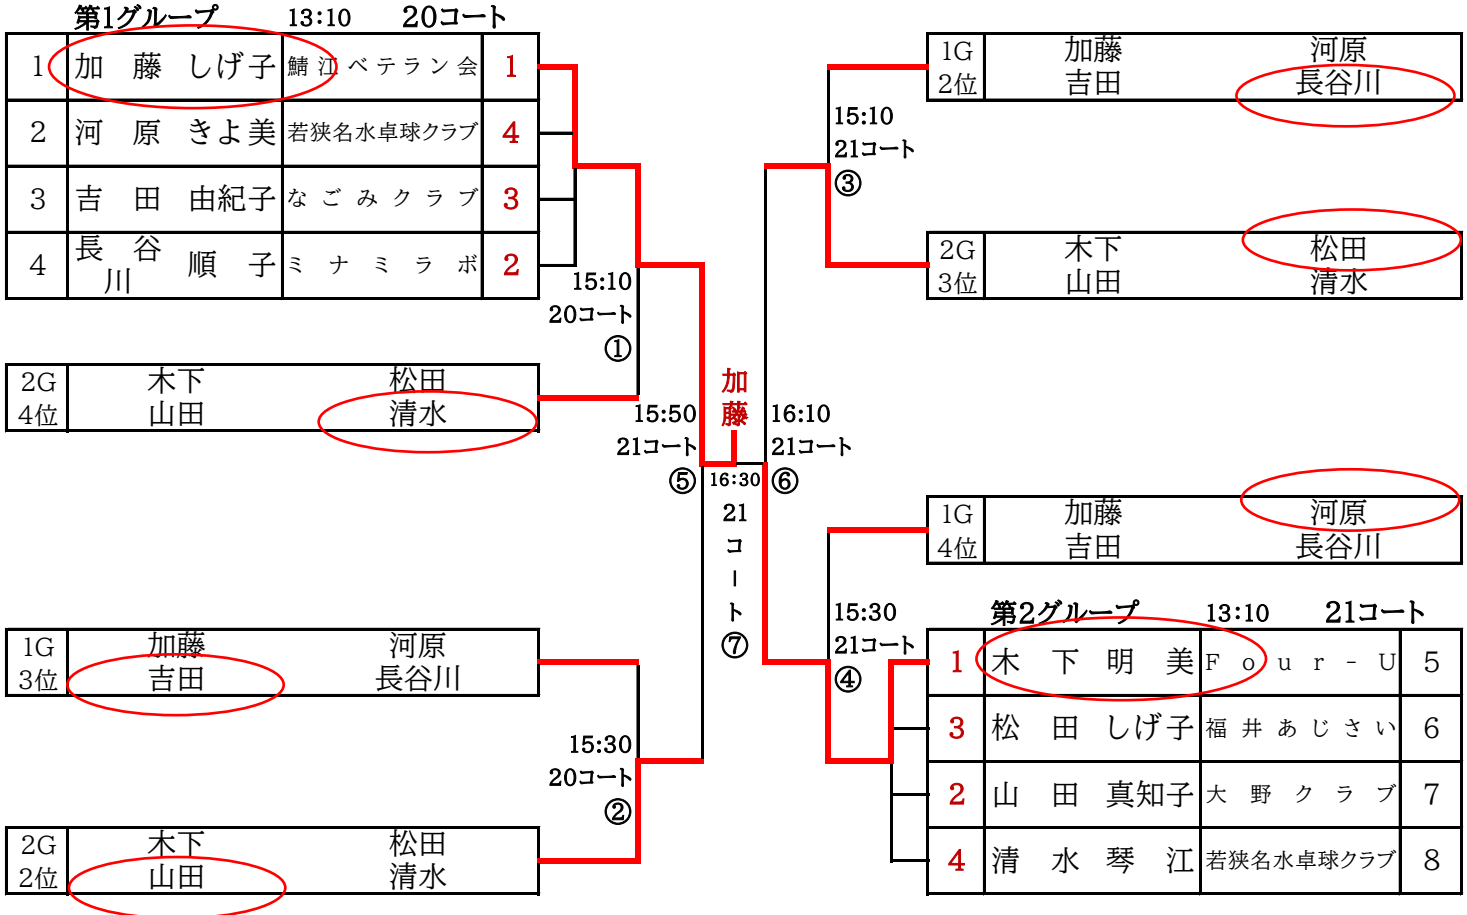 第1グループ 13:10 20コート
1 加藤 しげ子 鯖江ベテラン会 1
2 河原 きよ美 若狭名水卓球クラブ 4
3 吉田 由紀子 なごみクラブ 3
4 長谷川 順子 ミナミラボ 2
15:10
20コート
①
2G 木下 松田
4位 山田 清水
1G 加藤 河原
3位 吉田 長谷川
15:30
20コート
②
2G 木下 松田
2位 山田 清水
加藤
15:50
21コート
⑤
16:30
21コート
⑦
16:10
21コート
⑥
1G 加藤 河原
2位 吉田 長谷川
15:10
21コート
③
2G 木下 松田
3位 山田 清水
1G 加藤 河原
4位 吉田 長谷川
15:30
21コート
④
第2グループ 13:10 21コート
1 木下 明美 Four-U 5
3 松田 しげ子 福井あじさい 6
2 山田 真知子 大野クラブ 7
4 清水 琴江 若狭名水卓球クラブ 8